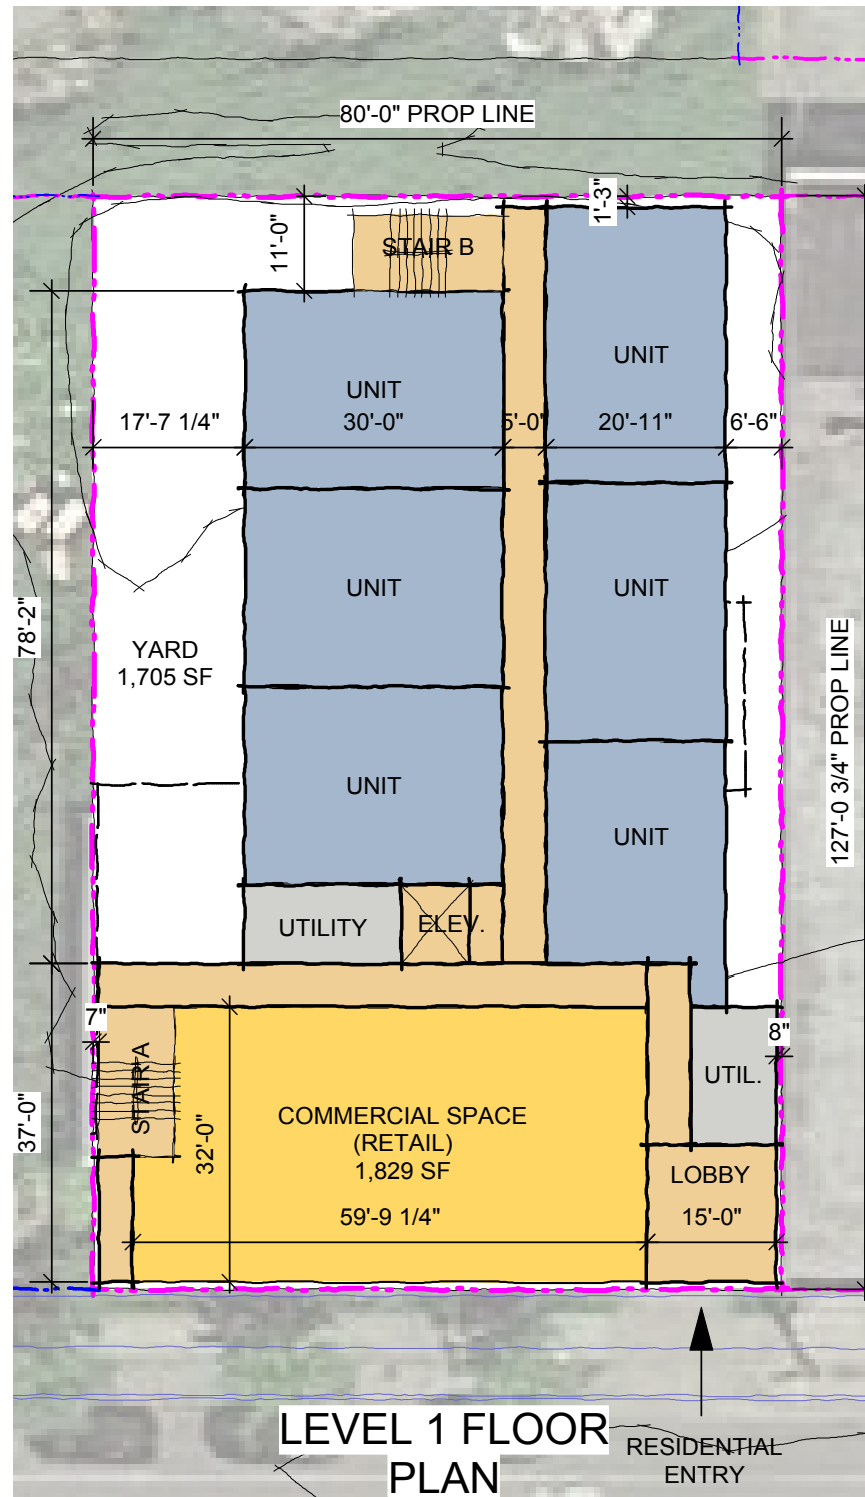 80'-0" PROP LINE
1'-3"
11'-0"
STAIR B
UNIT
UNIT
17'-7 1/4"
30'-0"
5'-0"
20'-11"
6'-6"
UNIT
UNIT
78'-2"
YARD
1,705 SF
127'-0 3/4" PROP LINE
UNIT
UNIT
UTILITY
ELEV.
7"
8"
STAIR A
UTIL.
37'-0"
32'-0"
COMMERCIAL SPACE
(RETAIL)
1,829 SF
LOBBY
59'-9 1/4"
15'-0"
LEVEL 1 FLOOR
PLAN
RESIDENTIAL
ENTRY